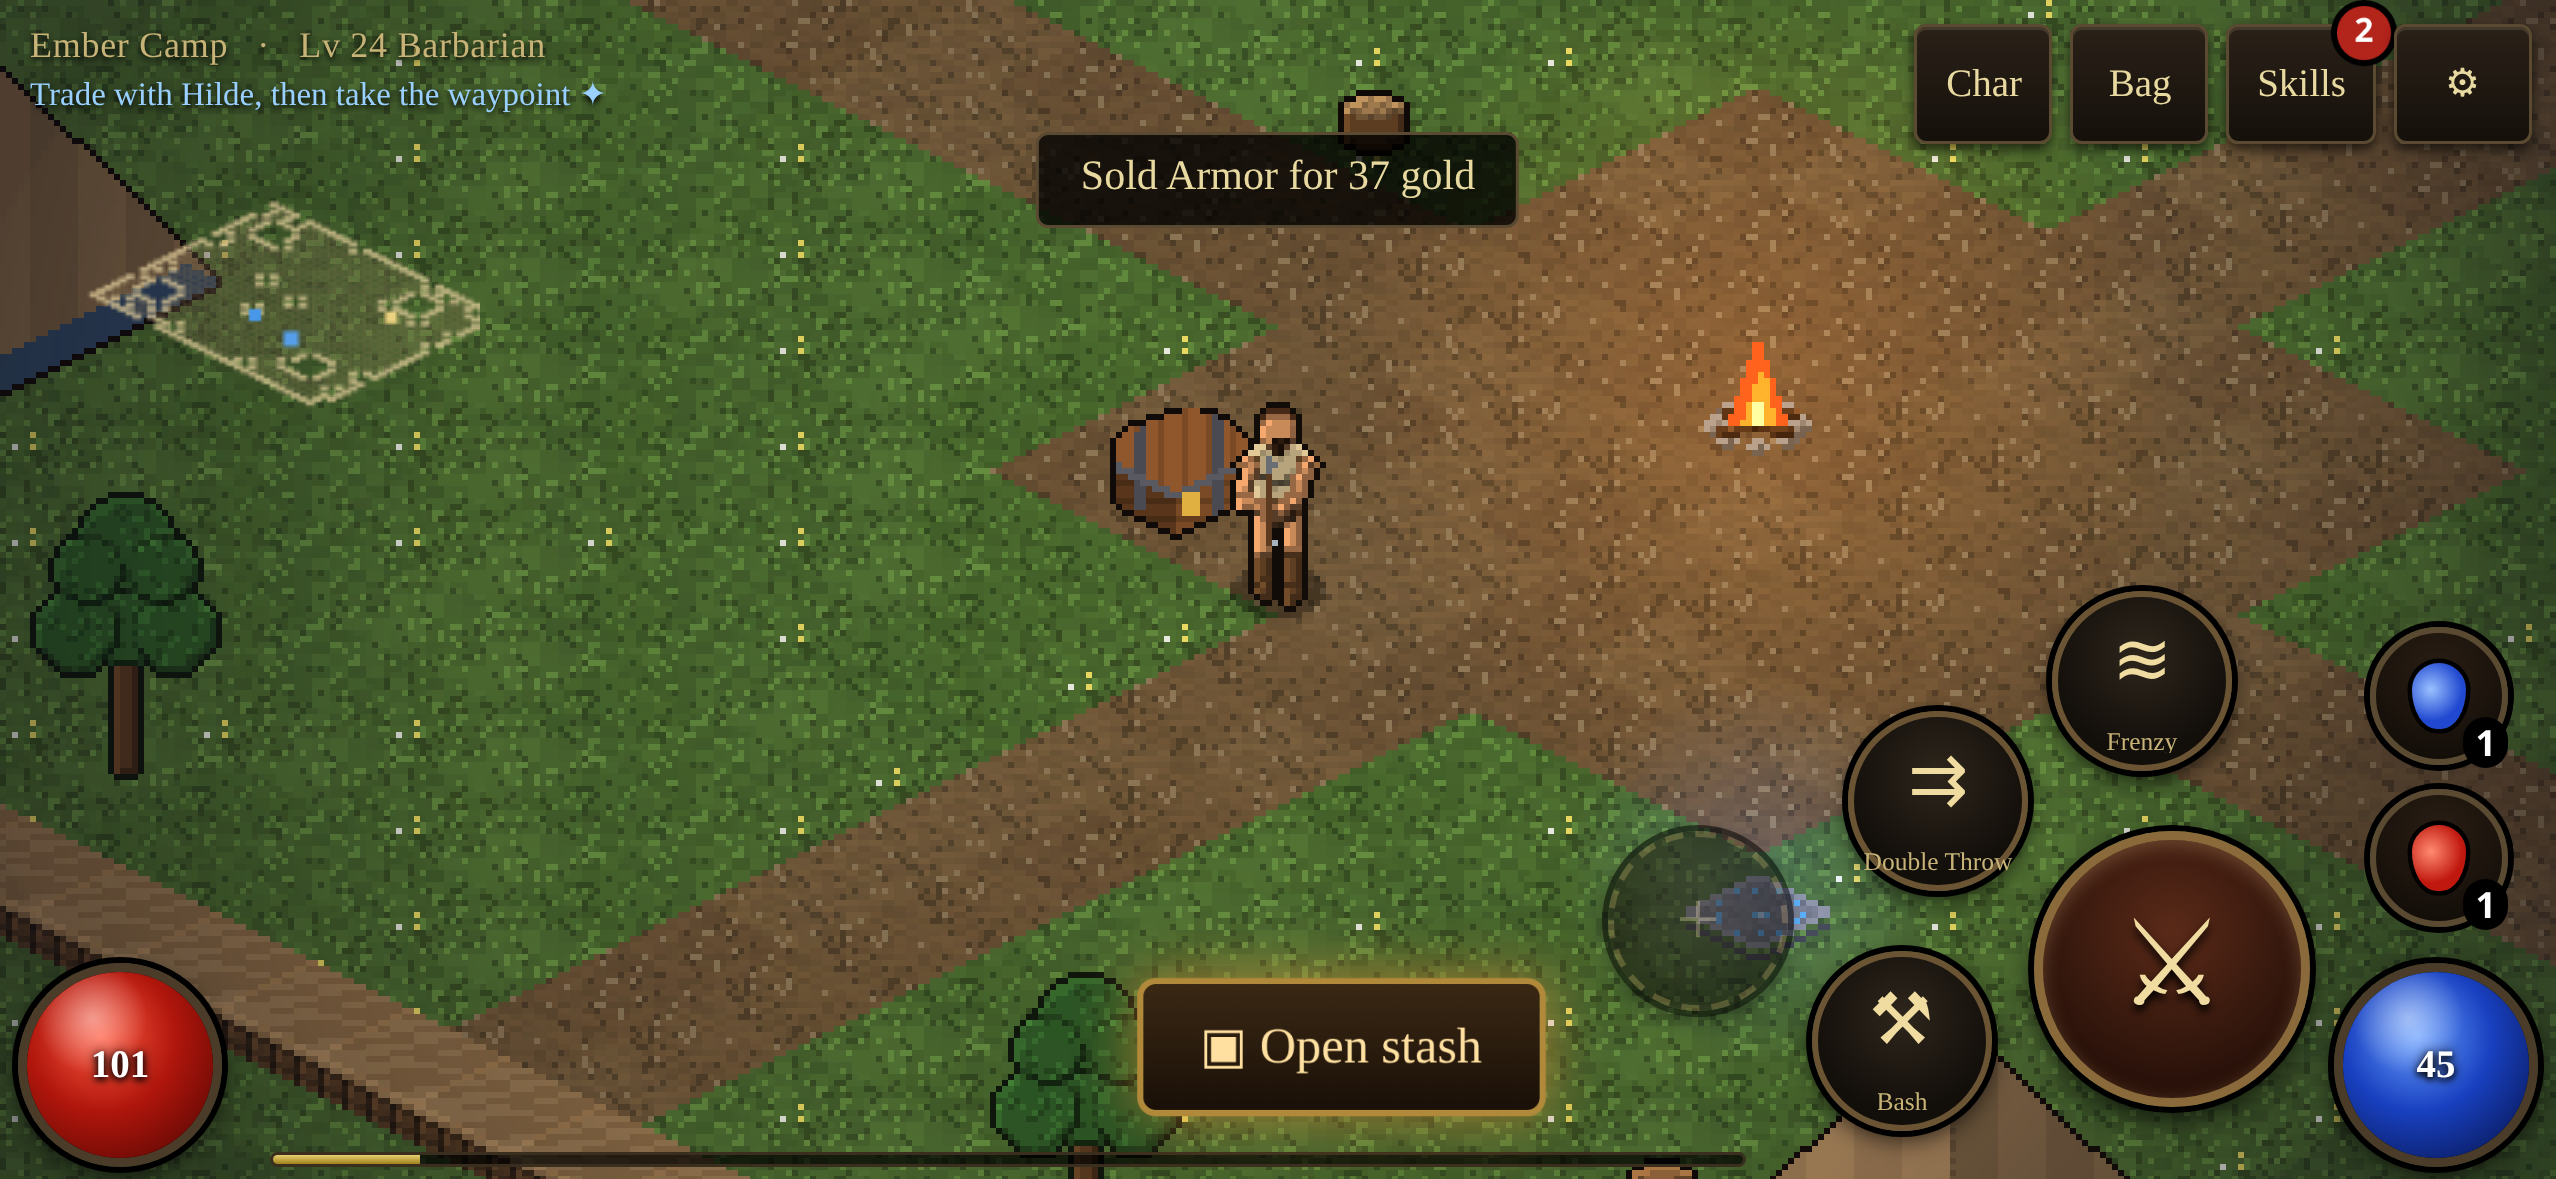 Ember Camp · Lv 24 Barbarian
Trade with Hilde, then take the waypoint ✦
Char
Bag
Skills
2
⚙
Sold Armor for 37 gold
Frenzy
1
Double Throw
1
Open stash
Bash
101
45